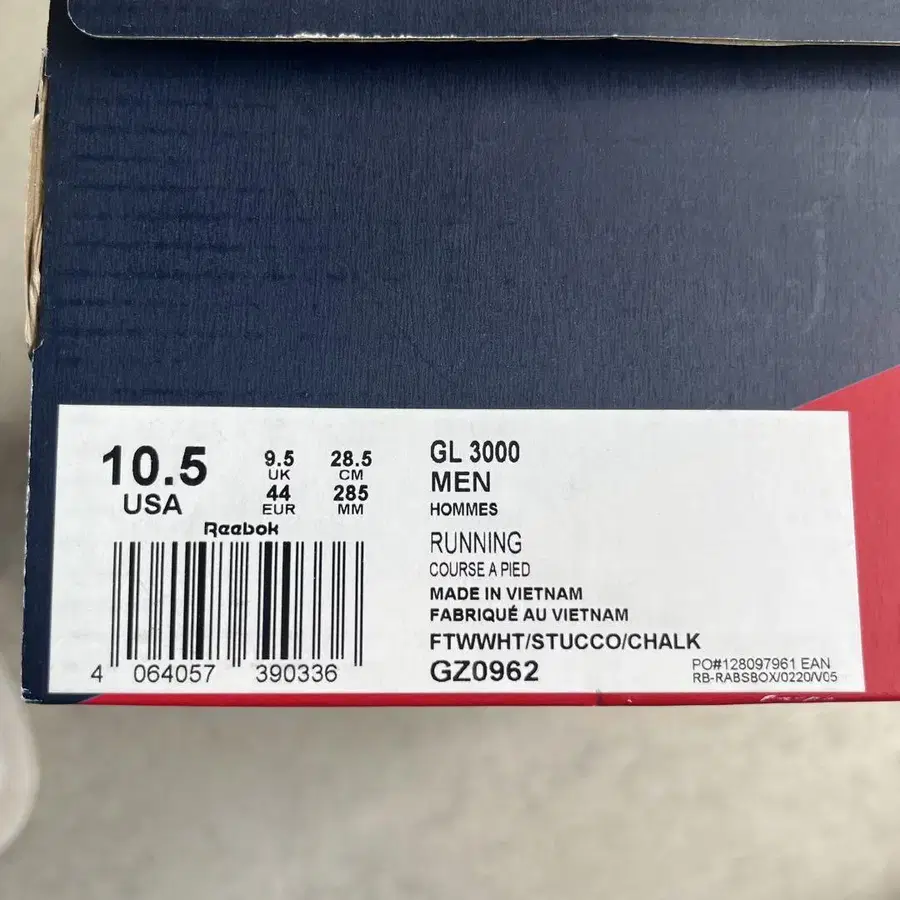 10.5
USA
9.5
UK
44
EUR
28.5
CM
285
MM
Reebok
4 064057 390336
GL 3000
MEN
HOMMES
RUNNING
COURSE A PIED
MADE IN VIETNAM
FABRIQUÉ AU VIETNAM
FTWWHT/STUCCO/CHALK
GZ0962
PO#128097961 EAN
RB-RABSBOX/0220/V05